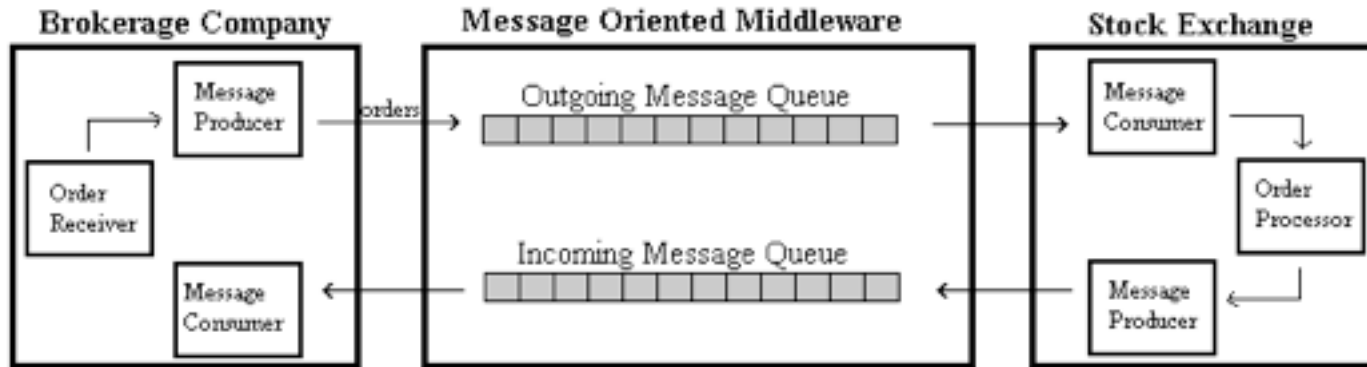 Brokerage Company
Message Oriented Middleware
Stock Exchange
Message
Producer
orders
Outgoing Message Queue
Message
Consumer
Order
Receiver
Order
Processor
Incoming Message Queue
Message
Consumer
Message
Producer